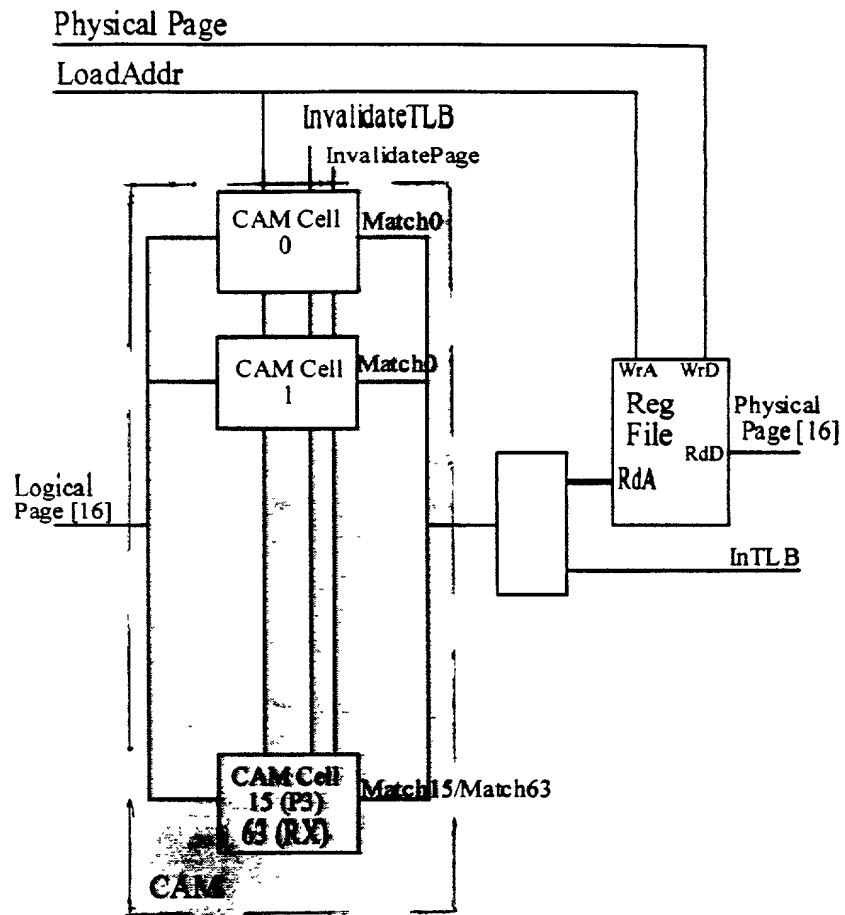 Physical Page
LoadAddr
InvalidateTLB
InvalidatePage
CAM Cell
0
Match0
CAM Cell
1
Match0
WrA WrD
Reg
File
RdD
RdA
Physical
Page [16]
Logical
Page [16]
InTLB
CAM Cell
15 (P3)
63 (RX)
Match15/Match63
CAM